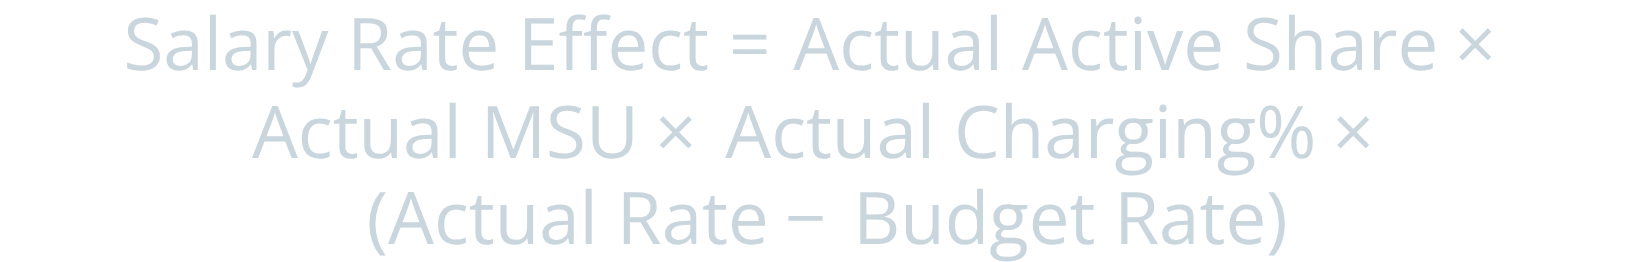 Salary Rate Effect = Actual Active Share ×
Actual MSU × Actual Charging% ×
(Actual Rate − Budget Rate)